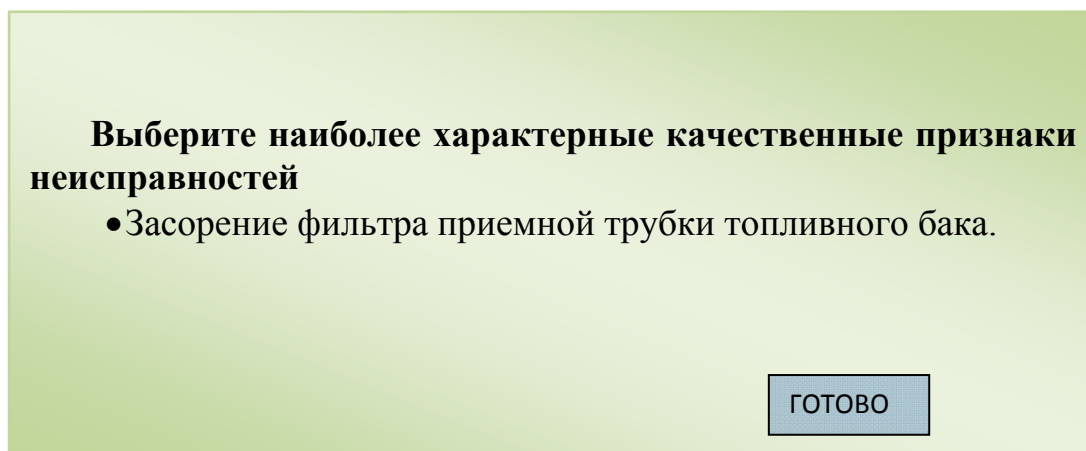 Выберите наиболее характерные качественные признаки
неисправностей
•Засорение фильтра приемной трубки топливного бака.
ГОТОВО